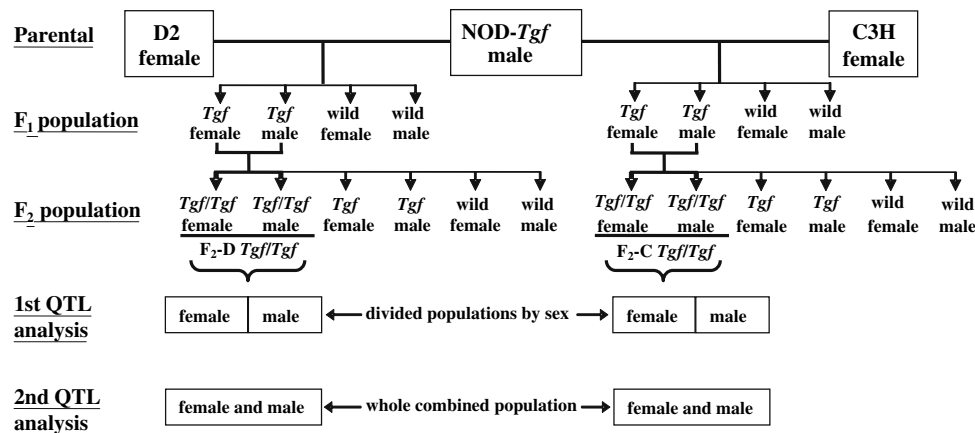 Parental
D2
female
NOD-Tgf
male
C3H
female
F1 population
Tgf
female
Tgf
male
wild
female
wild
male
Tgf
female
Tgf
male
wild
female
wild
male
F2 population
Tgf/Tgf
female
Tgf/Tgf
male
Tgf
female
Tgf
male
wild
female
wild
male
Tgf/Tgf
female
Tgf/Tgf
male
Tgf
female
Tgf
male
wild
female
wild
male
F2-D Tgf/Tgf
F2-C Tgf/Tgf
1st QTL
analysis
female
male
divided populations by sex
female
male
2nd QTL
analysis
female and male
whole combined population
female and male